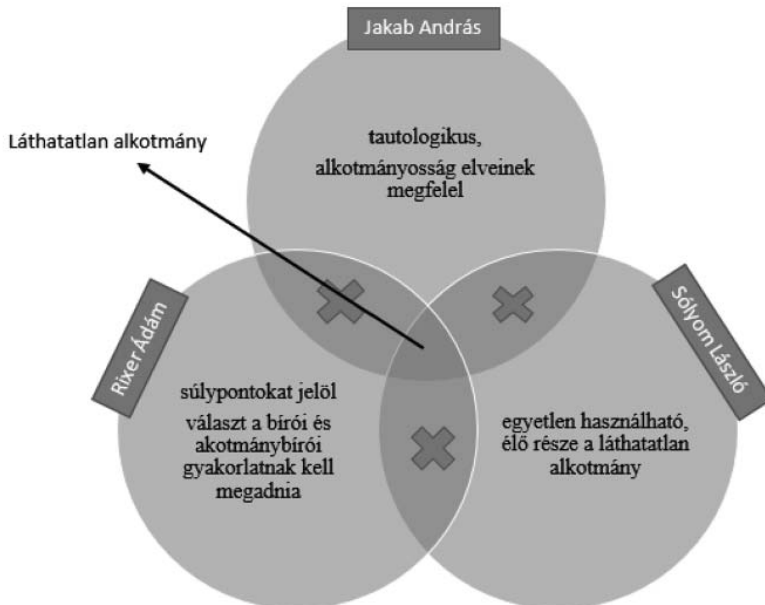 Jakab András
Láthatatlan alkotmány
tautologikus,
alkotmányosság elveinek
megfelel
Rixer Ádám
Sólyom László
súlypontokat jelöl
választ a bírói és
akotmánybírói
gyakorlatnak kell
megadnia
egyetlen használható,
élő része a láthatatlan
alkotmány